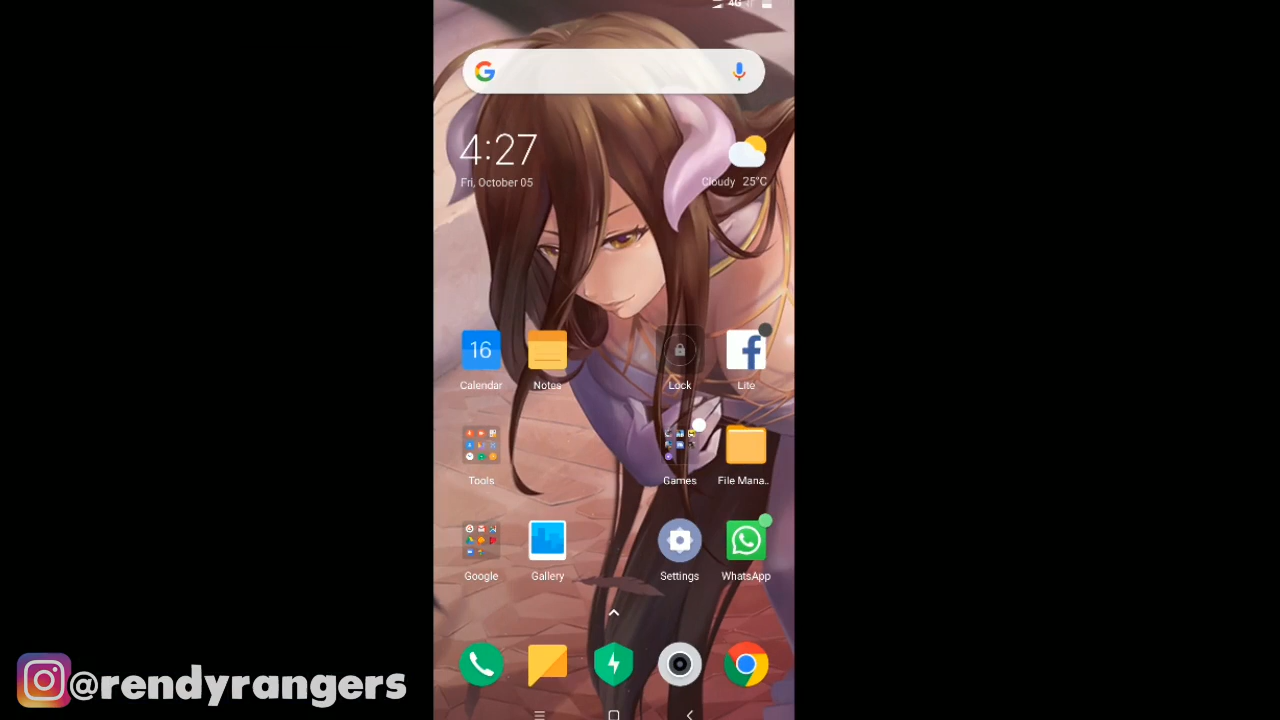 4G
4:27
Fri, October 05
Cloudy 25°C
16
Calendar
Notes
Lock
Lite
Tools
Games
File Mana..
Google
Gallery
Settings
WhatsApp
@rendyrangers